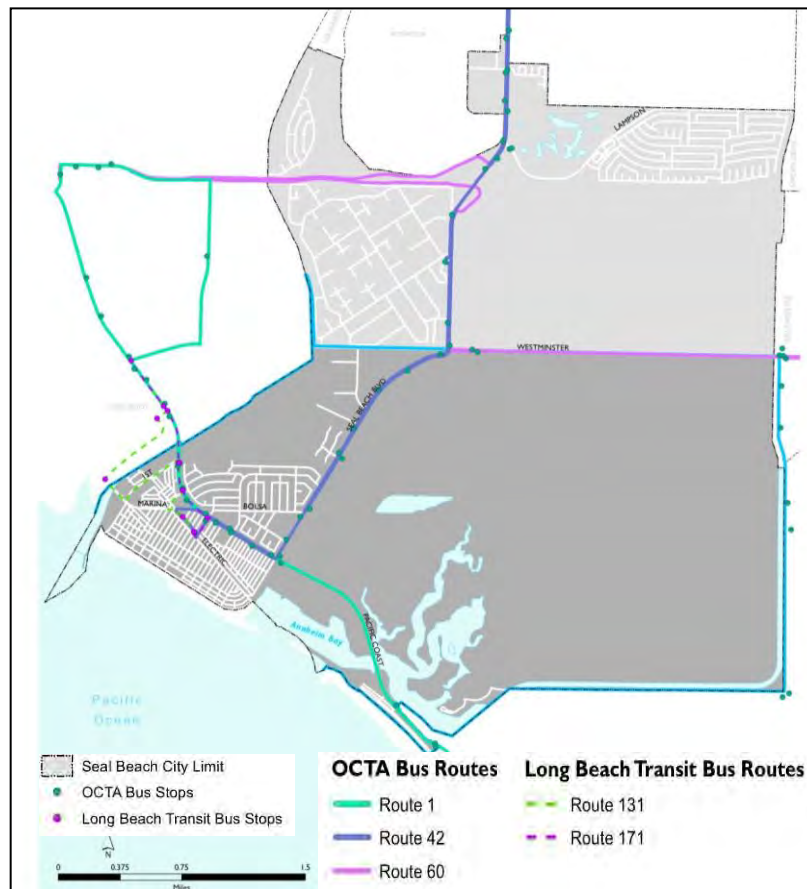 LAMPSON
WESTMINSTER
SEAL BEACH BLVD
1ST
MARINA
BOLSA
ELECTRIC
PACIFIC COAST
Anaheim Bay
Pacific
Ocean
Seal Beach City Limit
OCTA Bus Stops
Long Beach Transit Bus Stops
N
0 0.375 0.75 1.5
Miles
OCTA Bus Routes
Route 1
Route 42
Route 60
Long Beach Transit Bus Routes
Route 131
Route 171